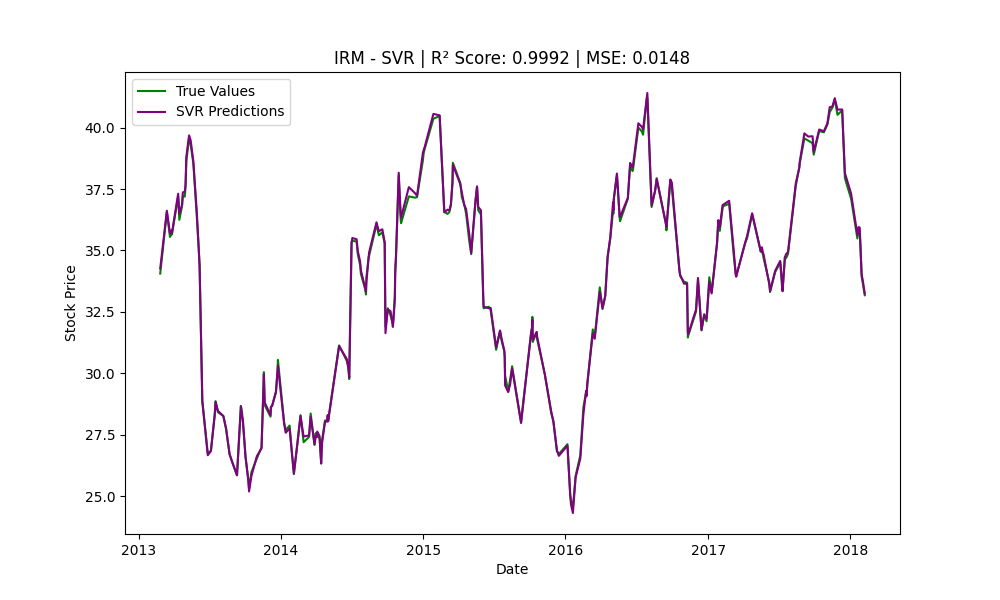 IRM - SVR | R² Score: 0.9992 | MSE: 0.0148
True Values
SVR Predictions
Stock Price
40.0
37.5
35.0
32.5
30.0
27.5
25.0
2013 2014 2015 2016 2017 2018
Date